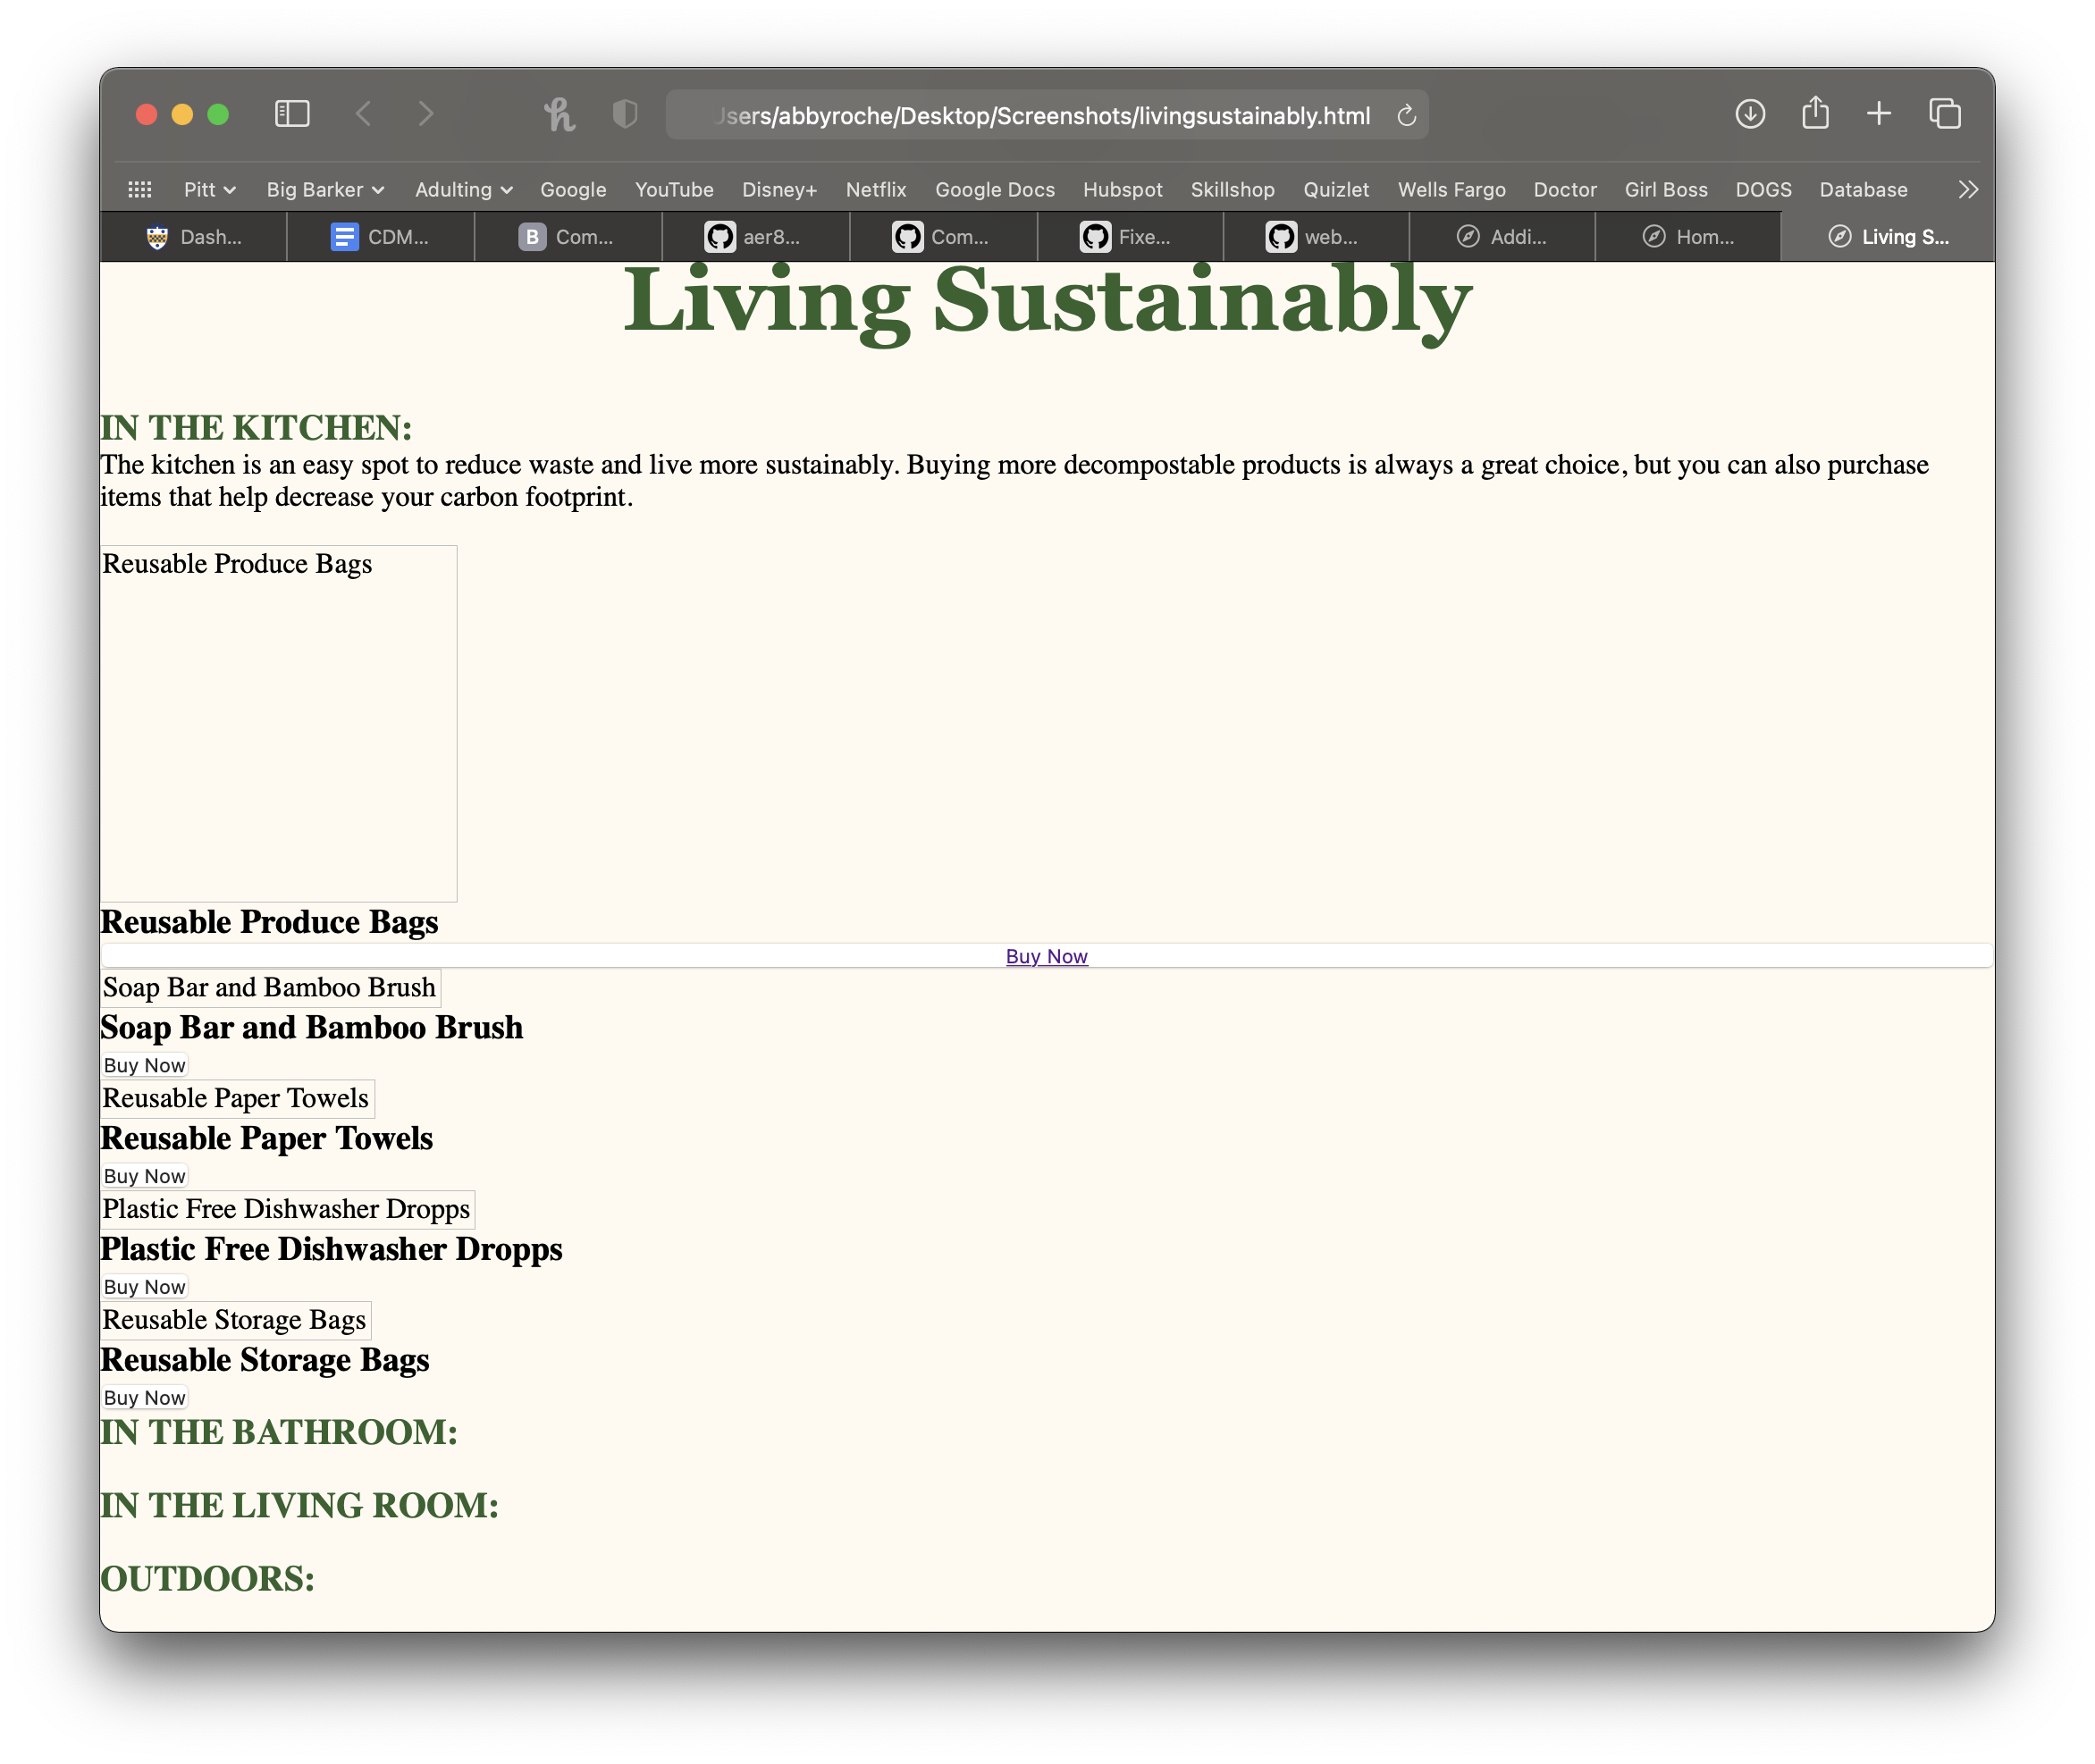 Users/abbyroche/Desktop/Screenshots/livingsustainably.html
Pitt Big Barker Adulting Google YouTube Disney+ Netflix Google Docs Hubspot Skillshop Quizlet Wells Fargo Doctor Girl Boss DOGS Database
Dash... CDM... B Com... aer8... Com... Fixe... web... Addi... Hom... Living S...
Living Sustainably
IN THE KITCHEN:
The kitchen is an easy spot to reduce waste and live more sustainably. Buying more decompostable products is always a great choice, but you can also purchase
items that help decrease your carbon footprint.
Reusable Produce Bags
Reusable Produce Bags
Buy Now
Soap Bar and Bamboo Brush
Soap Bar and Bamboo Brush
Buy Now
Reusable Paper Towels
Reusable Paper Towels
Buy Now
Plastic Free Dishwasher Dropps
Plastic Free Dishwasher Dropps
Buy Now
Reusable Storage Bags
Reusable Storage Bags
Buy Now
IN THE BATHROOM:
IN THE LIVING ROOM:
OUTDOORS: